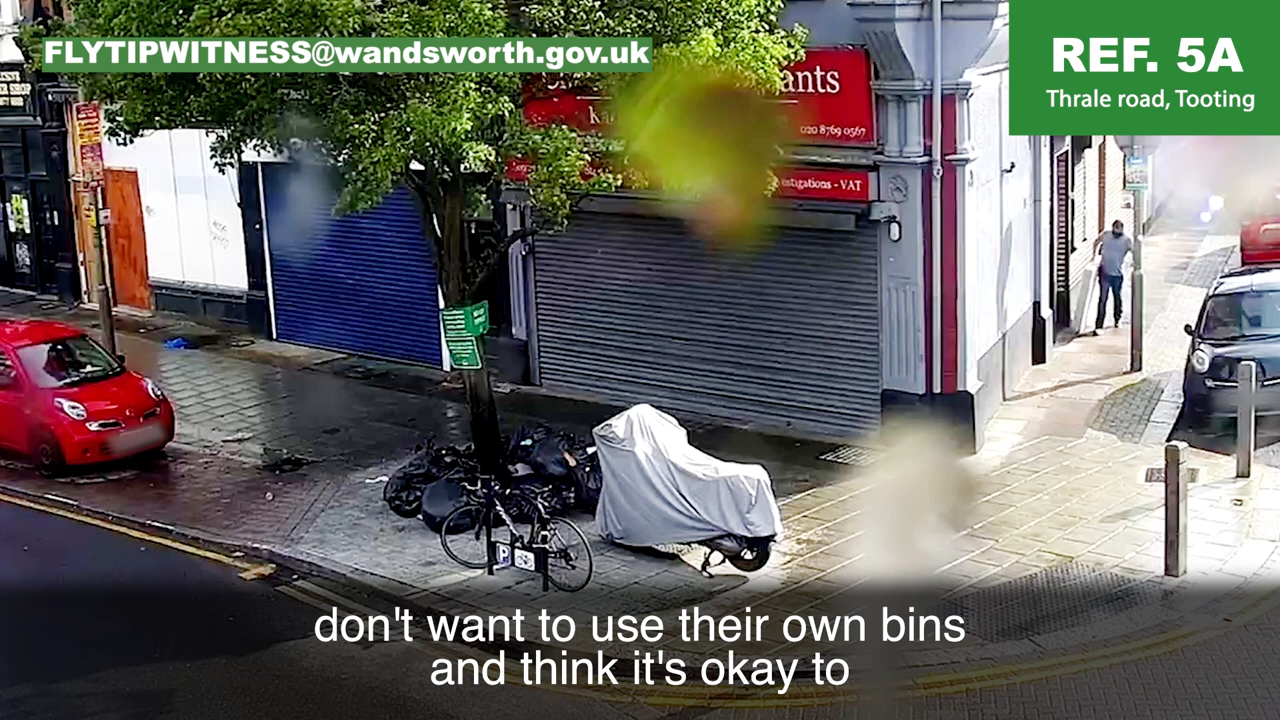 FLYTIPWITNESS@wandsworth.gov.uk
REF. 5A
Thrale road, Tooting
ants
020 8769 0567
stigations - VAT
P
don't want to use their own bins
and think it's okay to